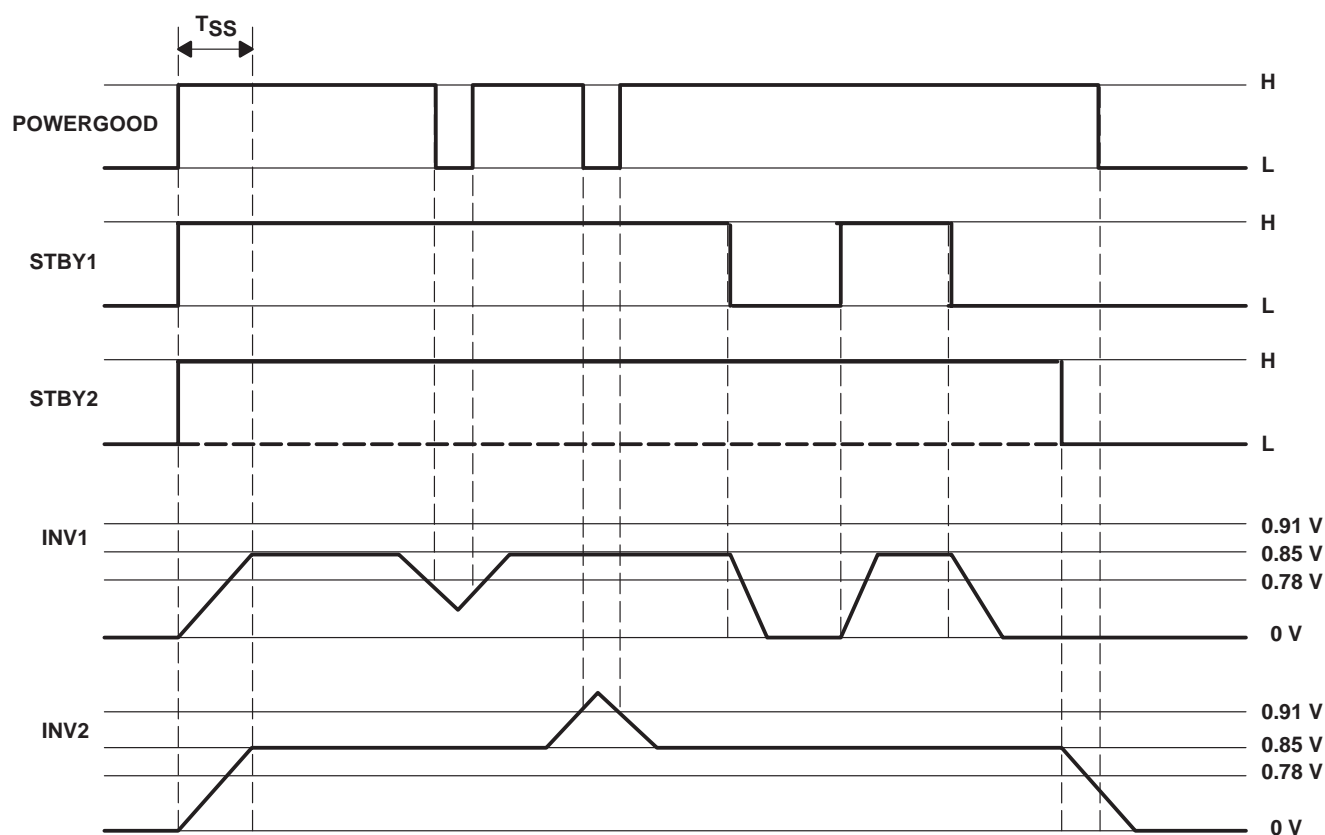 TSS
H
POWERGOOD
L
H
STBY1
L
H
STBY2
L
INV1
0.91 V
0.85 V
0.78 V
0 V
INV2
0.91 V
0.85 V
0.78 V
0 V